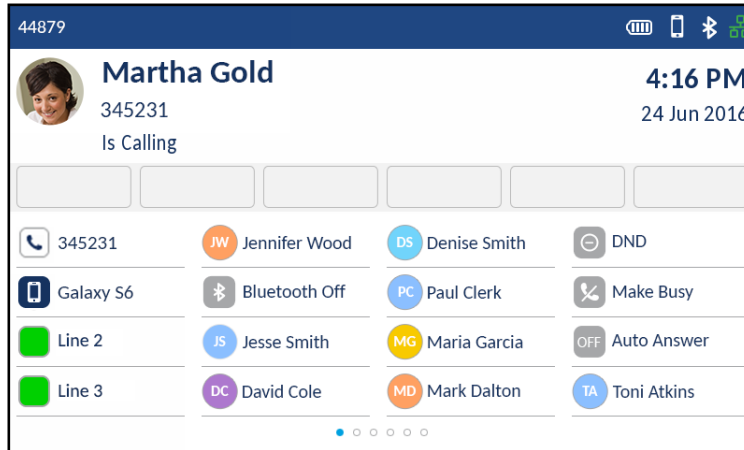 44879
Martha Gold
345231
Is Calling
4:16 PM
24 Jun 2016
345231
JW Jennifer Wood
DS Denise Smith
DND
Galaxy S6
Bluetooth Off
PC Paul Clerk
Make Busy
Line 2
JS Jesse Smith
MG Maria Garcia
OFF Auto Answer
Line 3
DC David Cole
MD Mark Dalton
TA Toni Atkins